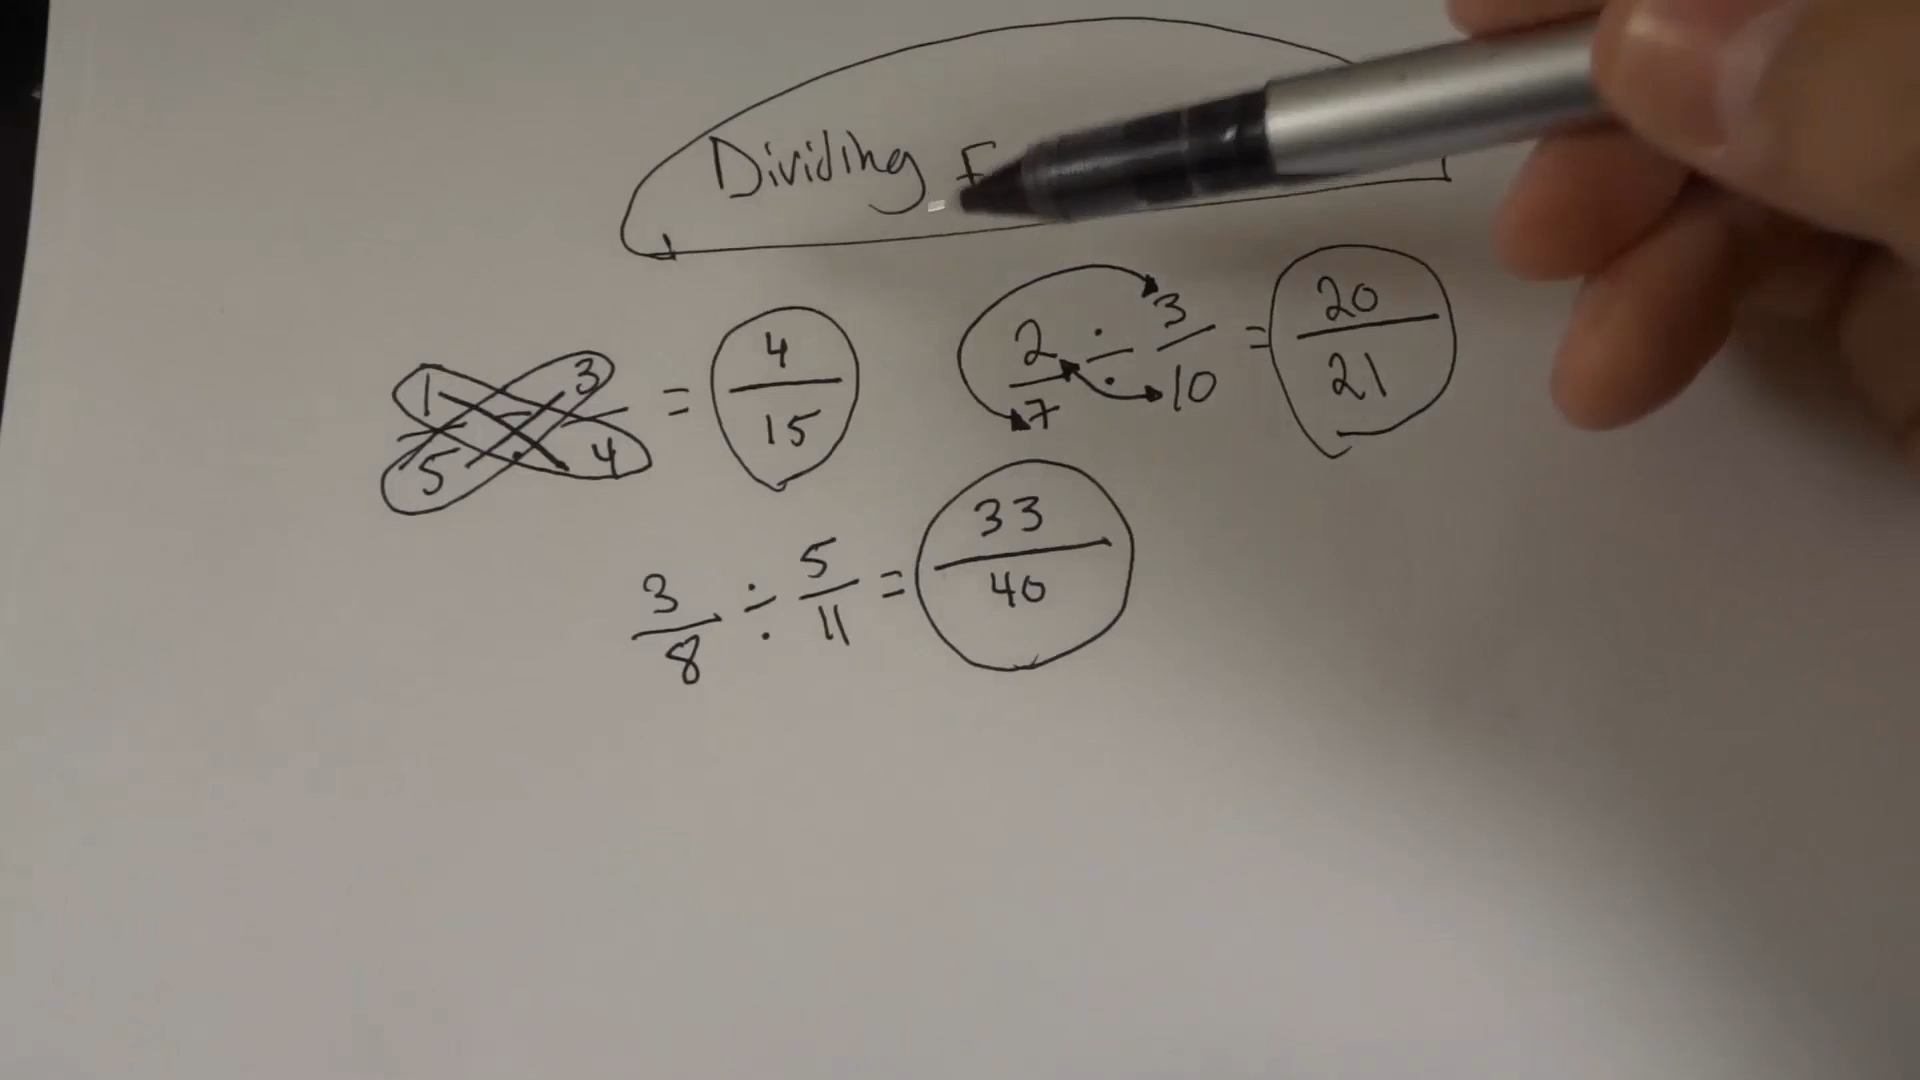 Dividing F
1/5 ÷ 3/4 = 4/15
2/7 ÷ 3/10 = 20/21
3/8 ÷ 5/11 = 33/40